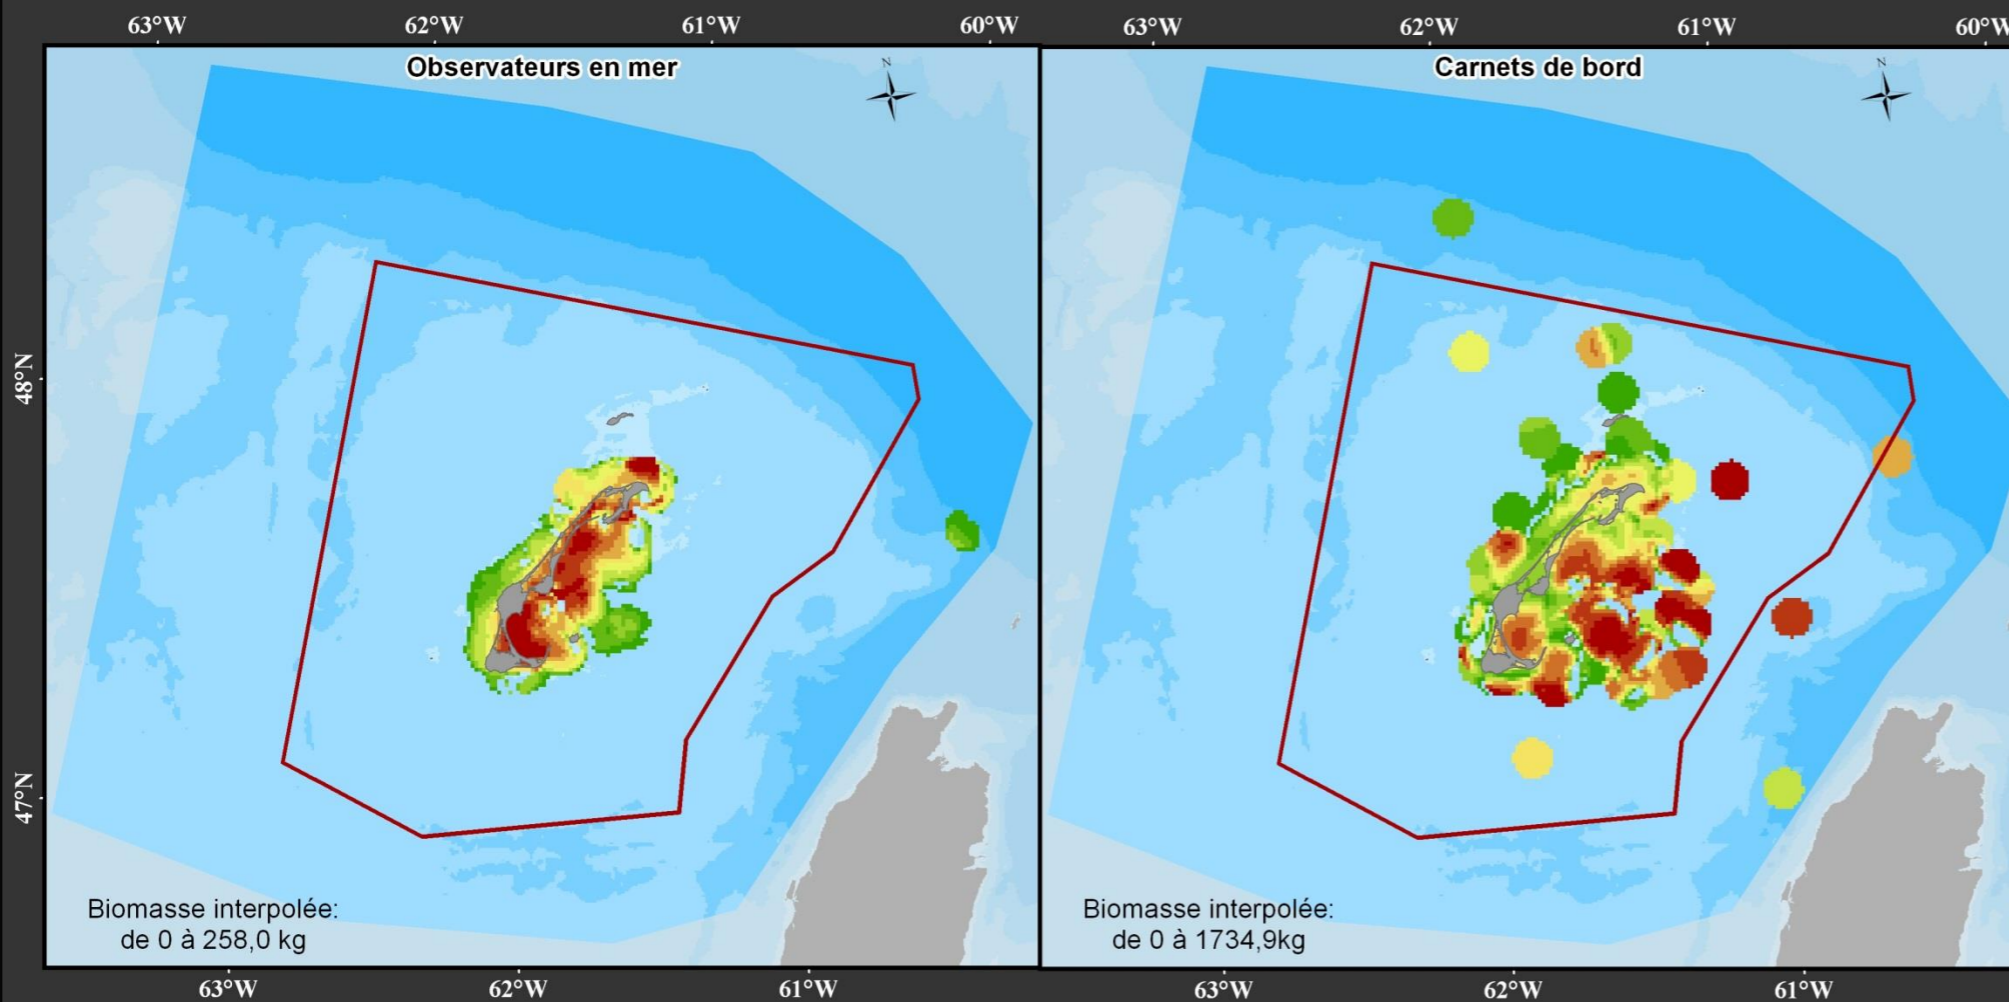 63°W 62°W 61°W 60°W 63°W 62°W 61°W 60°W
Observateurs en mer
N
Carnets de bord
N
48°N
47°N
Biomasse interpolée:
de 0 à 258,0 kg
Biomasse interpolée:
de 0 à 1734,9kg
63°W 62°W 61°W 63°W 62°W 61°W